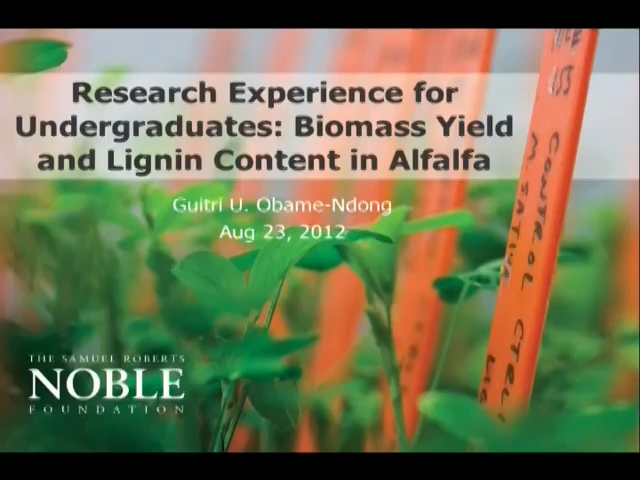 Research Experience for
Undergraduates: Biomass Yield
and Lignin Content in Alfalfa
Guitri U. Obame-Ndong
Aug 23, 2012
CONTROL
M. SATIVA
CTRL
THE SAMUEL ROBERTS
NOBLE
FOUNDATION